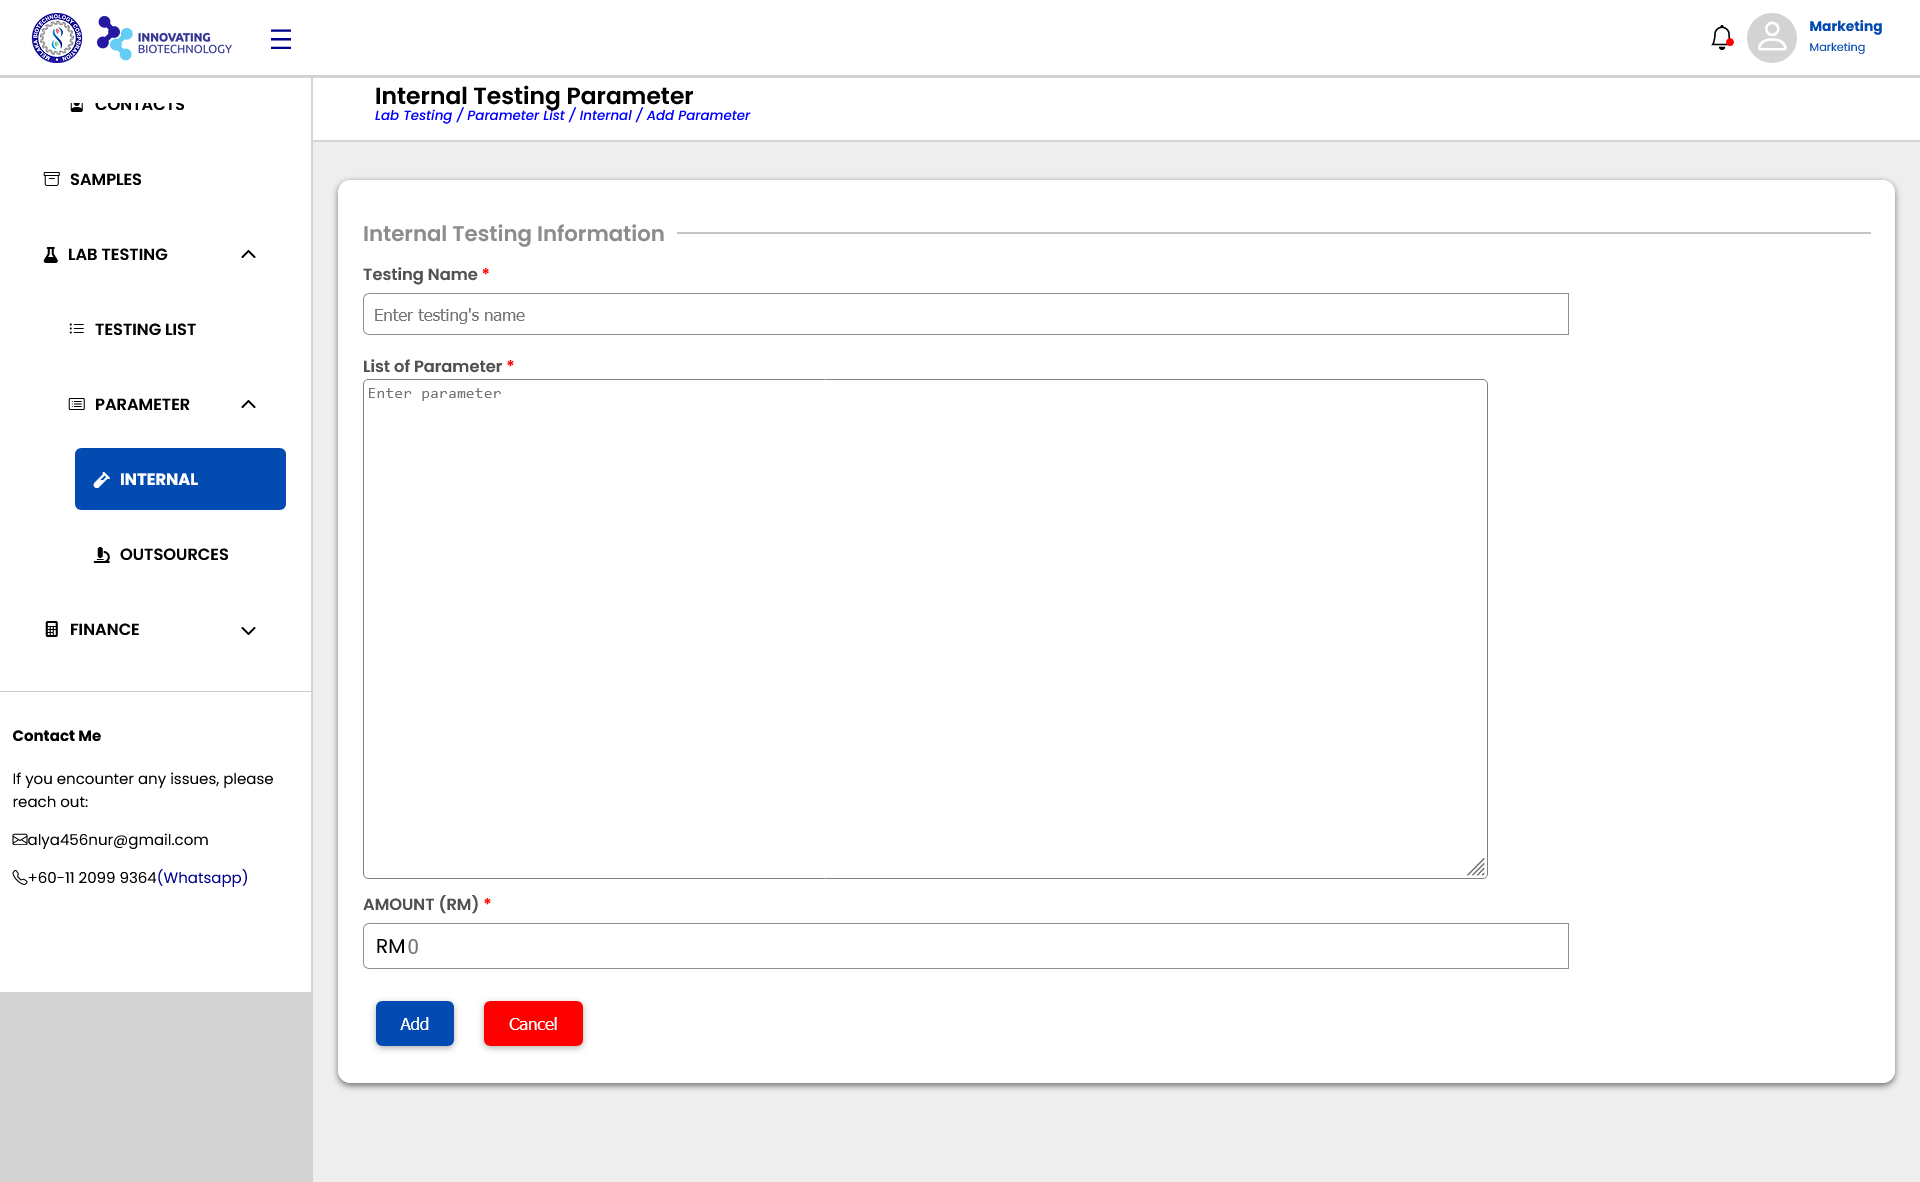 INNOVATING
BIOTECHNOLOGY
Marketing
Marketing
CONTACTS
SAMPLES
LAB TESTING
TESTING LIST
PARAMETER
INTERNAL
OUTSOURCES
FINANCE
Contact Me
If you encounter any issues, please
reach out:
alya456nur@gmail.com
+60-11 2099 9364(Whatsapp)
Internal Testing Parameter
Lab Testing / Parameter List / Internal / Add Parameter
Internal Testing Information
Testing Name *
Enter testing's name
List of Parameter *
Enter parameter
AMOUNT (RM) *
RM0
Add
Cancel